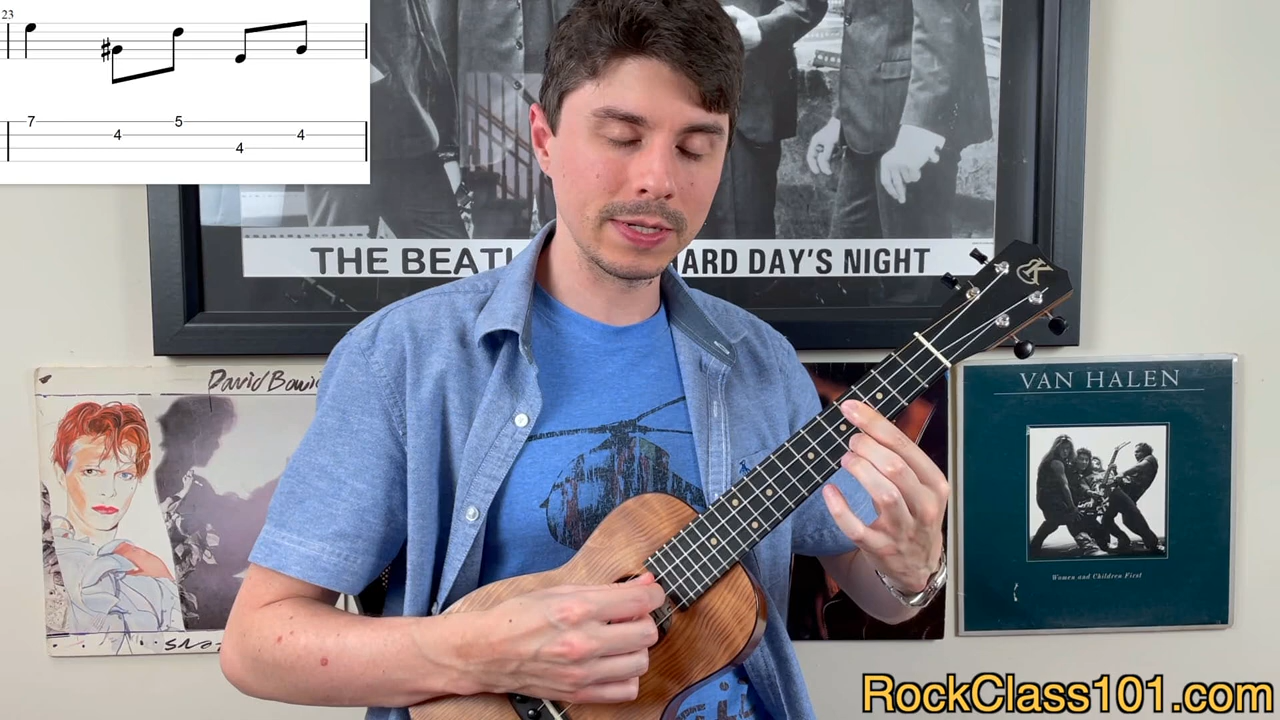 23
7 4 5 4 4
THE BEAT ARD DAY'S NIGHT
David Bowi
VAN HALEN
Women and Children First
K
RockClass101.com